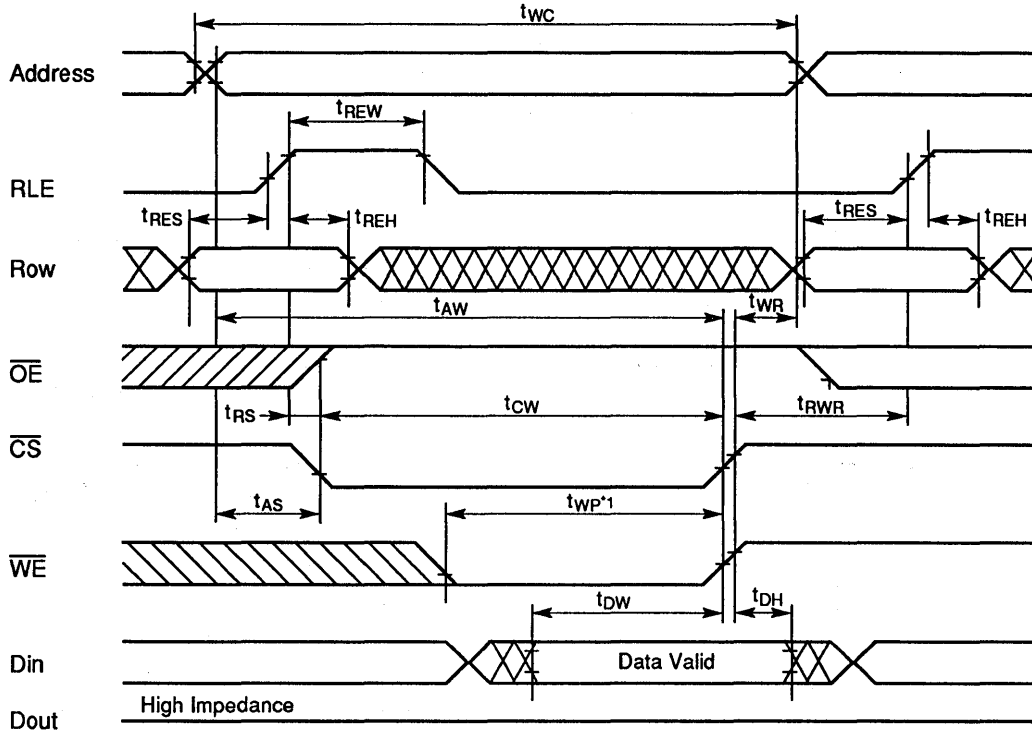 tWC
Address
tREW
RLE
tRES tREH tRES tREH
Row
tAW tWR
OE
tRS tCW tRWR
CS
tAS tWP*1
WE
tDW tDH
Din Data Valid
High Impedance
Dout